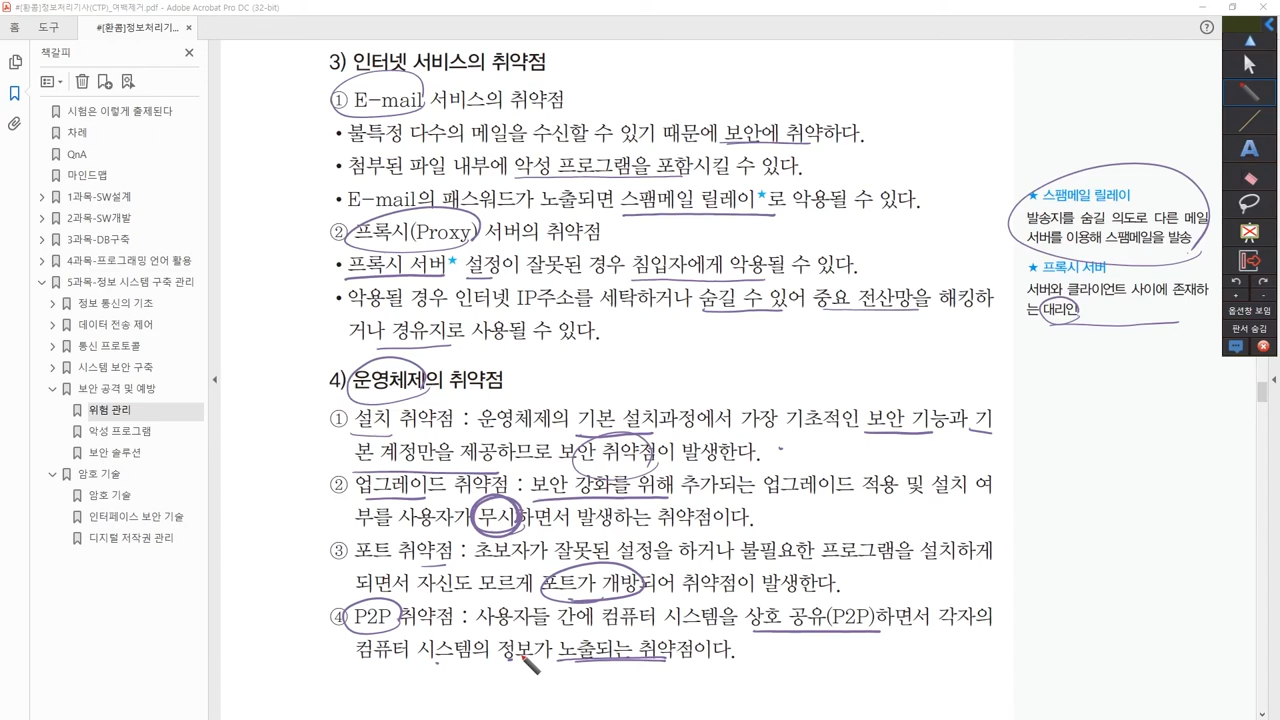 #[환콤]정보처리기사(CTP)_여백제거.pdf - Adobe Acrobat Pro DC (32-bit)
홈 도구 #[환콤]정보처리기... ×
책갈피 ×
시험은 이렇게 출제된다
차례
QnA
마인드맵
1과목-SW설계
2과목-SW개발
3과목-DB구축
4과목-프로그래밍 언어 활용
5과목-정보 시스템 구축 관리
정보 통신의 기초
데이터 전송 제어
통신 프로토콜
시스템 보안 구축
보안 공격 및 예방
위험 관리
악성 프로그램
보안 솔루션
암호 기술
암호 기술
인터페이스 보안 기술
디지털 저작권 관리
3) 인터넷 서비스의 취약점
① E-mail 서비스의 취약점
• 불특정 다수의 메일을 수신할 수 있기 때문에 보안에 취약하다.
• 첨부된 파일 내부에 악성 프로그램을 포함시킬 수 있다.
• E-mail의 패스워드가 노출되면 스팸메일 릴레이★로 악용될 수 있다.
② 프록시(Proxy) 서버의 취약점
• 프록시 서버★ 설정이 잘못된 경우 침입자에게 악용될 수 있다.
• 악용될 경우 인터넷 IP주소를 세탁하거나 숨길 수 있어 중요 전산망을 해킹하
거나 경유지로 사용될 수 있다.
4) 운영체제의 취약점
① 설치 취약점 : 운영체제의 기본 설치과정에서 가장 기초적인 보안 기능과 기
본 계정만을 제공하므로 보안 취약점이 발생한다.
② 업그레이드 취약점 : 보안 강화를 위해 추가되는 업그레이드 적용 및 설치 여
부를 사용자가 무시하면서 발생하는 취약점이다.
③ 포트 취약점 : 초보자가 잘못된 설정을 하거나 불필요한 프로그램을 설치하게
되면서 자신도 모르게 포트가 개방되어 취약점이 발생한다.
④ P2P 취약점 : 사용자들 간에 컴퓨터 시스템을 상호 공유(P2P)하면서 각자의
컴퓨터 시스템의 정보가 노출되는 취약점이다.
★ 스팸메일 릴레이
발송지를 숨길 의도로 다른 메일
서버를 이용해 스팸메일을 발송
★ 프록시 서버
서버와 클라이언트 사이에 존재하
는 대리인
A
옵션창 보임
판서 숨김